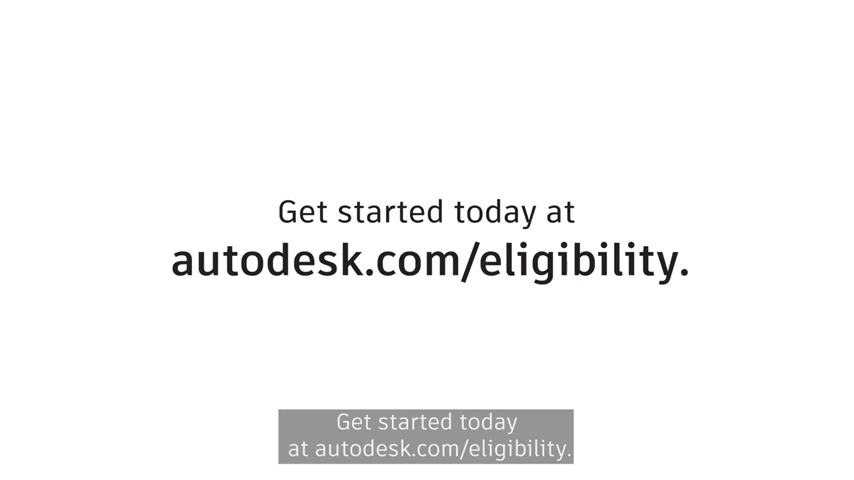 Get started today at
autodesk.com/eligibility.
Get started today
at autodesk.com/eligibility.